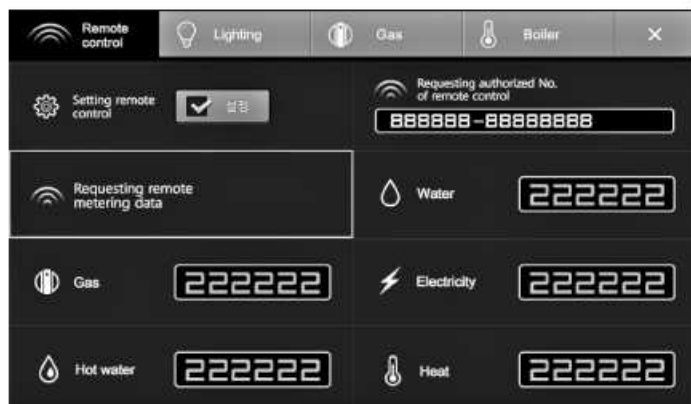 Remote
control
Lighting
Gas
Boiler
Setting remote
control
설정
Requesting authorized No.
of remote control
888888-88888888
Requesting remote
metering data
Water
222222
Gas
222222
Electricity
222222
Hot water
222222
Heat
222222